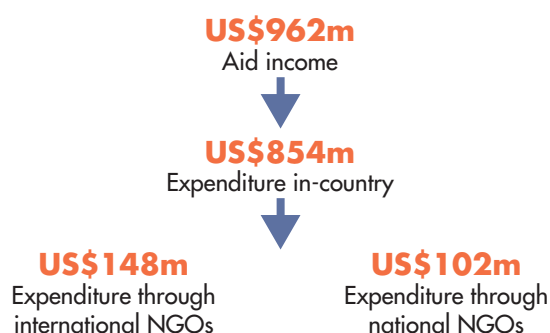 US$962m
Aid income
US$854m
Expenditure in-country
US$148m
Expenditure through
international NGOs
US$102m
Expenditure through
national NGOs